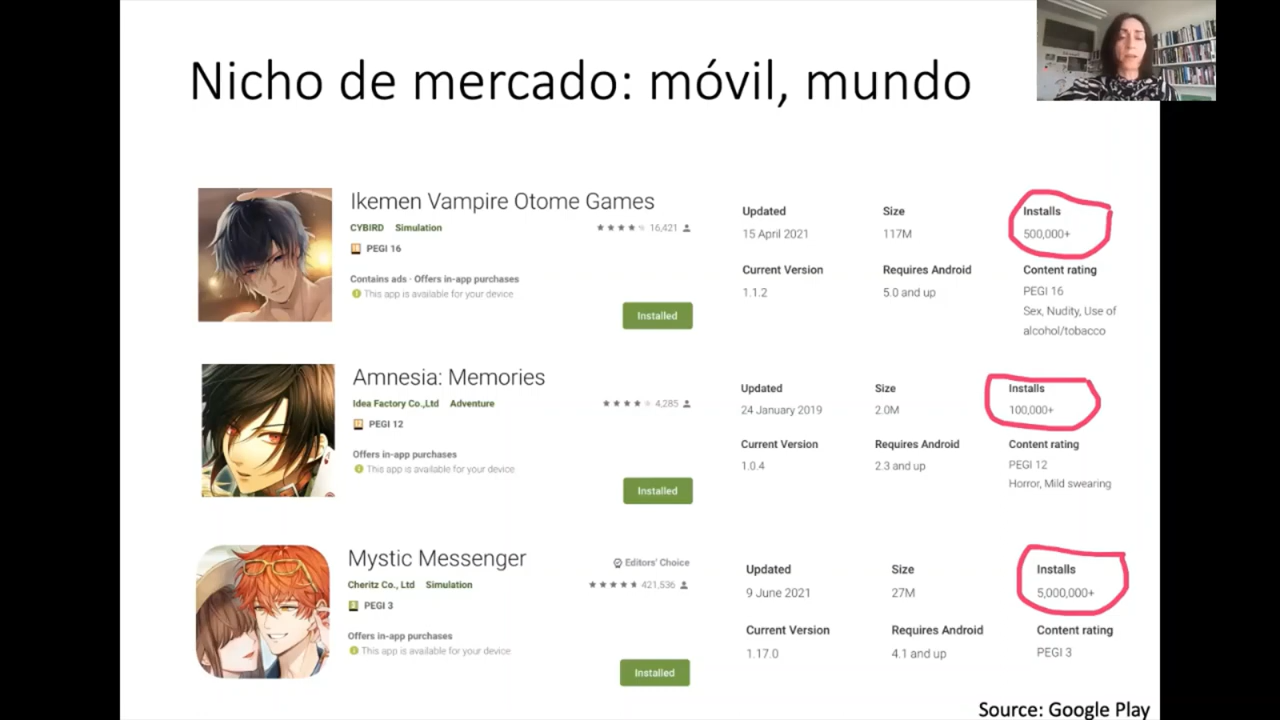 Nicho de mercado: móvil, mundo
Ikemen Vampire Otome Games
CYBIRD Simulation
16,421
PEGI 16
Contains ads · Offers in-app purchases
This app is available for your device
Installed
Updated
15 April 2021
Size
117M
Installs
500,000+
Current Version
1.1.2
Requires Android
5.0 and up
Content rating
PEGI 16
Sex, Nudity, Use of
alcohol/tobacco
Amnesia: Memories
Idea Factory Co.,Ltd Adventure
4,285
PEGI 12
Offers in-app purchases
This app is available for your device
Installed
Updated
24 January 2019
Size
2.0M
Installs
100,000+
Current Version
1.0.4
Requires Android
2.3 and up
Content rating
PEGI 12
Horror, Mild swearing
Mystic Messenger
Editors' Choice
Cheritz Co., Ltd Simulation
421,536
PEGI 3
Offers in-app purchases
This app is available for your device
Installed
Updated
9 June 2021
Size
27M
Installs
5,000,000+
Current Version
1.17.0
Requires Android
4.1 and up
Content rating
PEGI 3
Source: Google Play